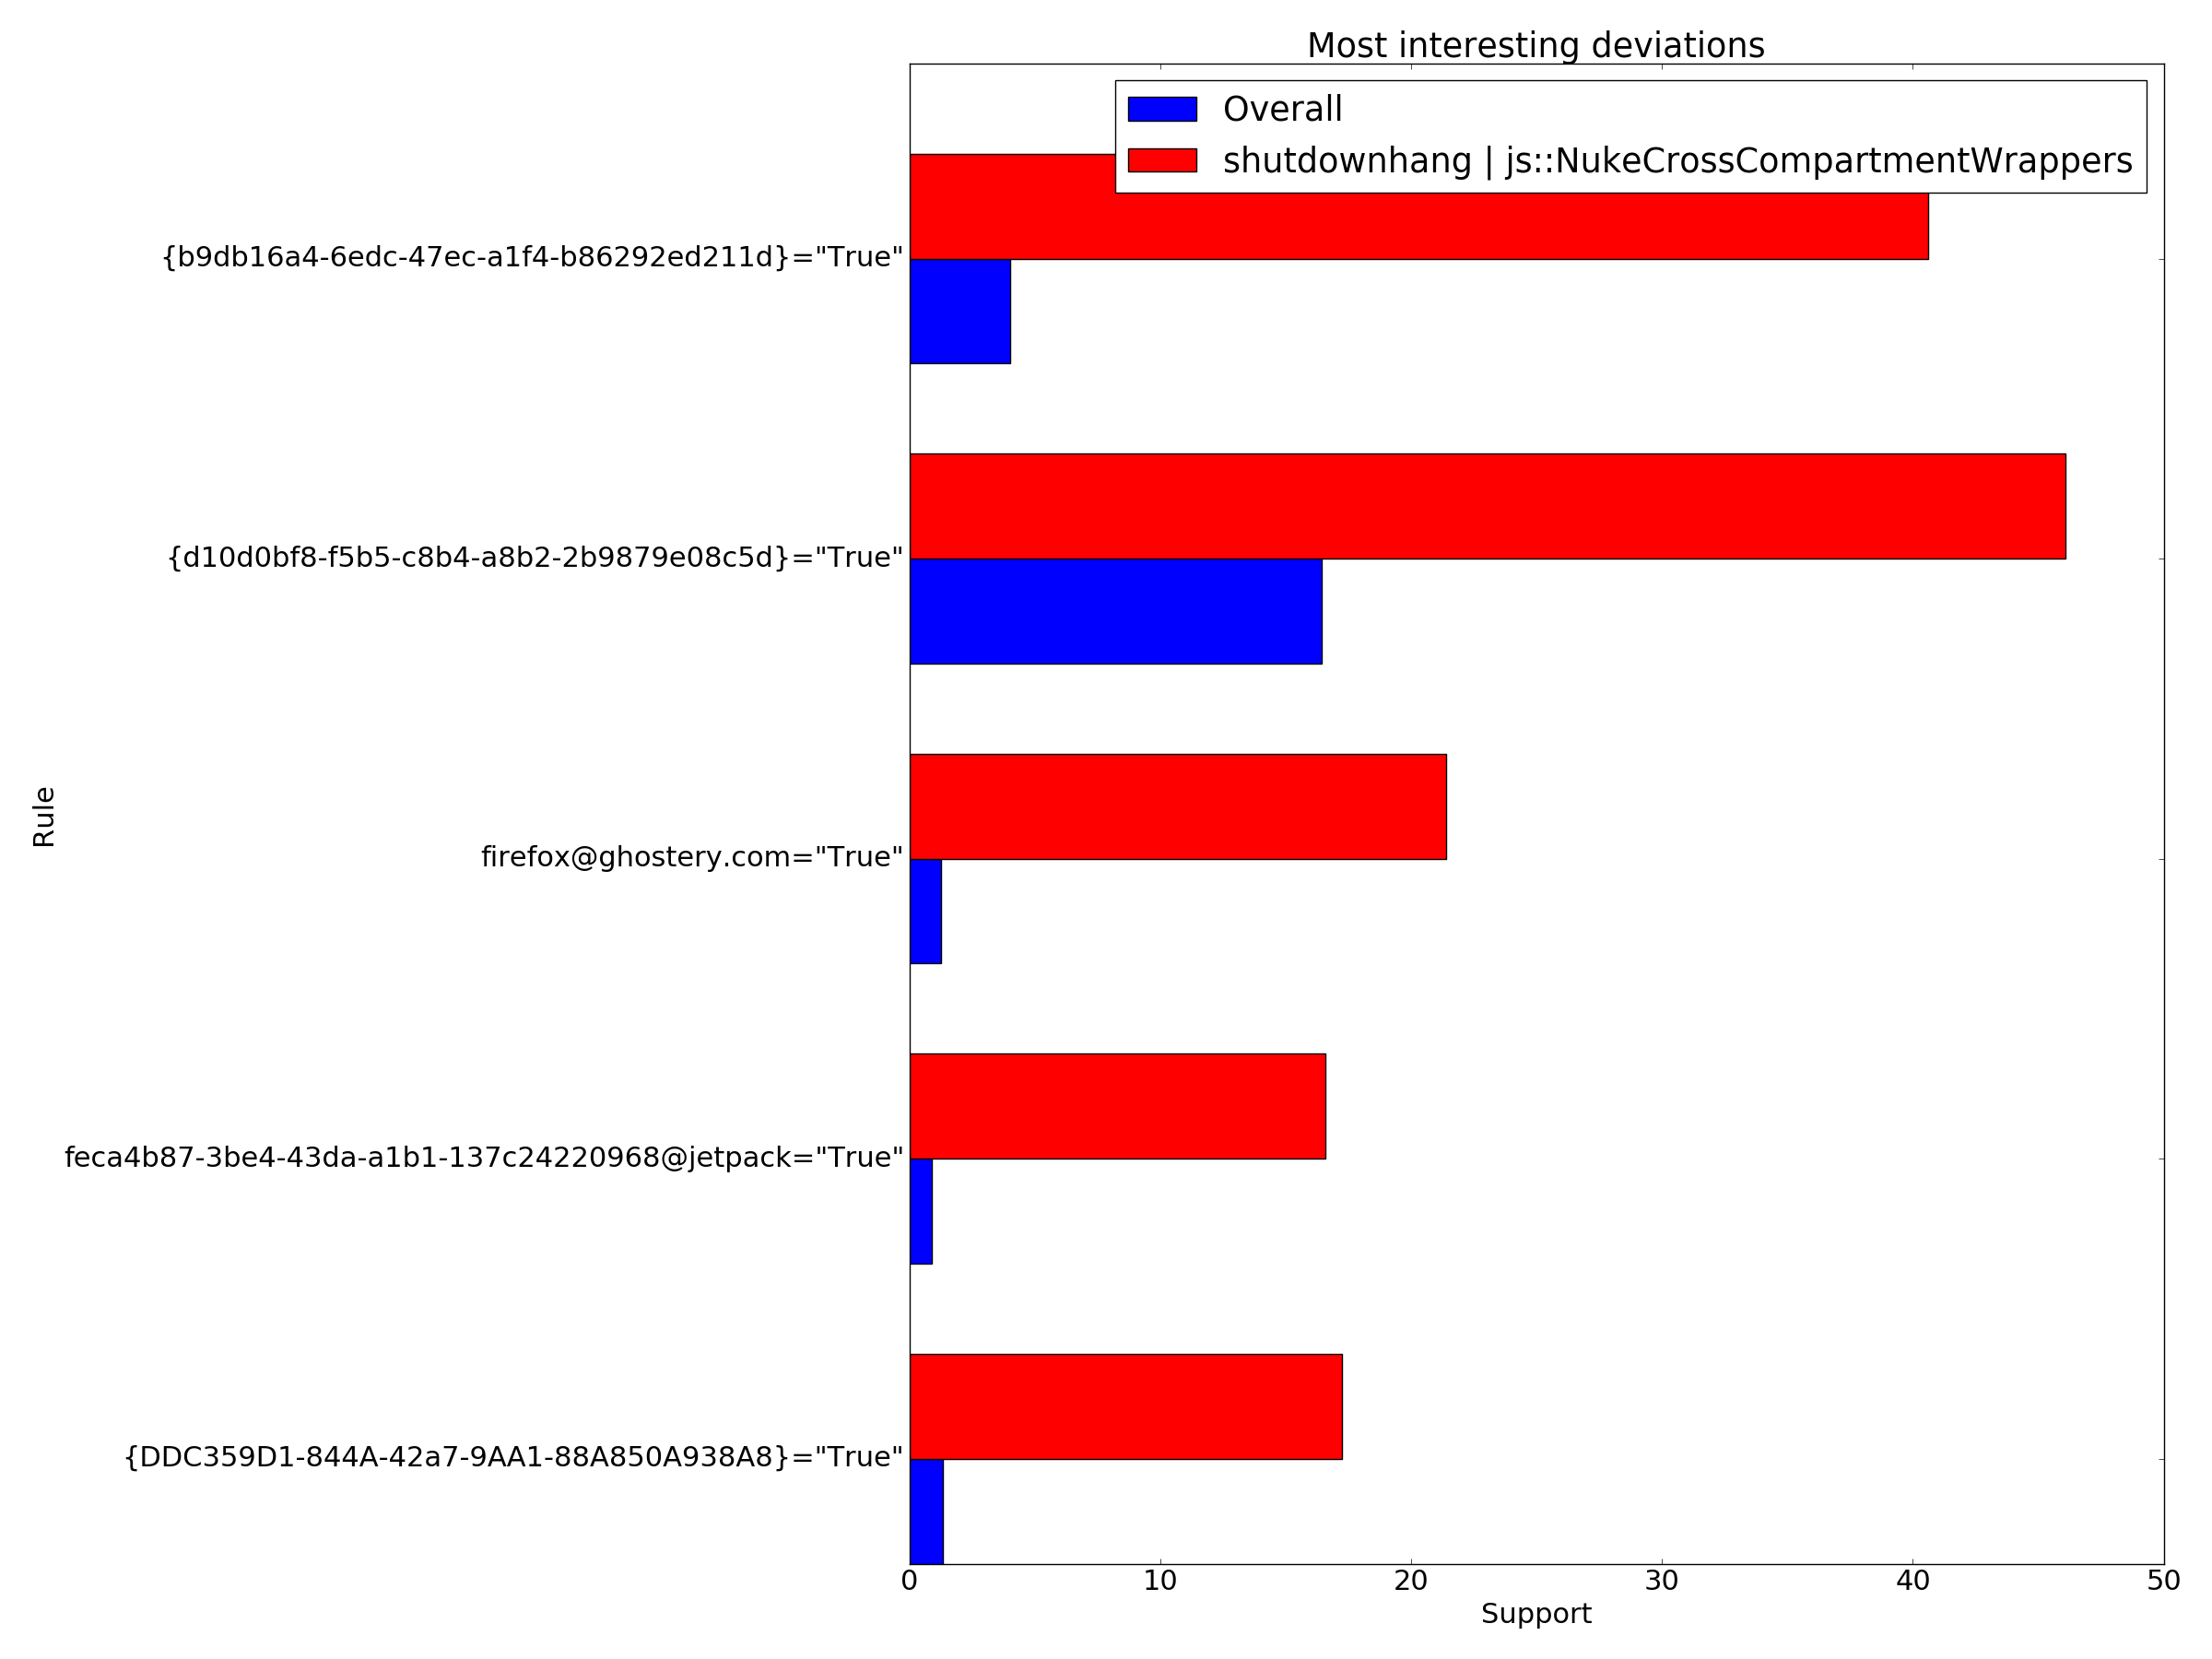 Most interesting deviations
Overall
shutdownhang | js::NukeCrossCompartmentWrappers
{b9db16a4-6edc-47ec-a1f4-b86292ed211d}="True"
{d10d0bf8-f5b5-c8b4-a8b2-2b9879e08c5d}="True"
Rule
firefox@ghostery.com="True"
feca4b87-3be4-43da-a1b1-137c24220968@jetpack="True"
{DDC359D1-844A-42a7-9AA1-88A850A938A8}="True"
0 10 20 30 40 50
Support